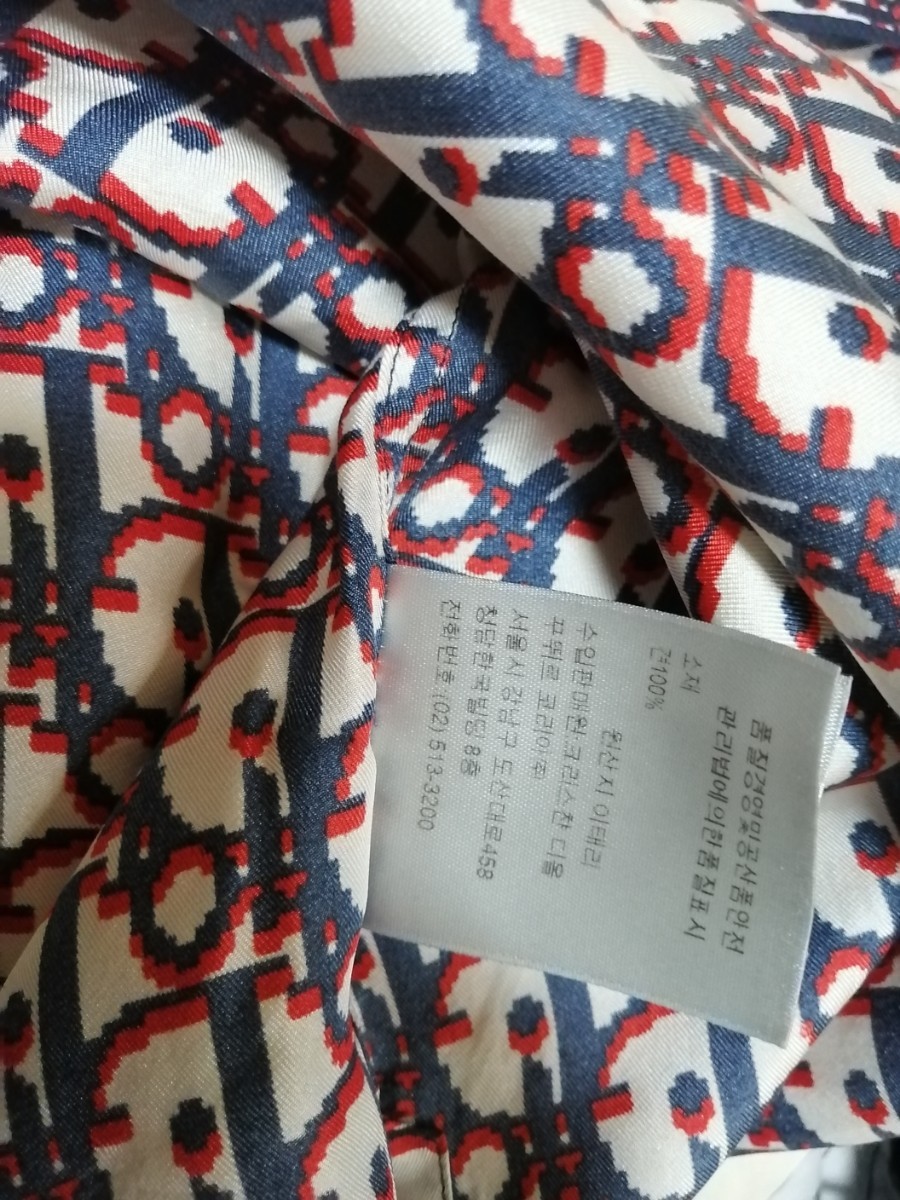 품질경영및공산품안전
관리법에의한품질표시
소재
견100%
원산지 이태리
수입판매원:크리스찬 디올
꾸뛰르 코리아㈜
서울시 강남구 도산대로458
청담한국빌딩 8층
전화번호 (02) 513-3200